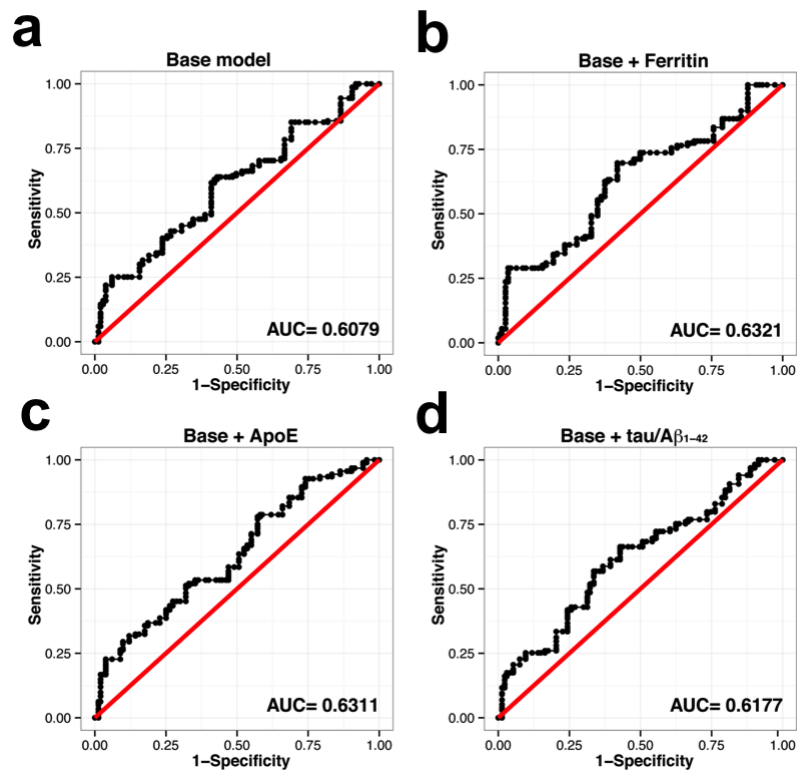 a
Base model
1.00
0.75
0.50
0.25
0.00
Sensitivity
AUC= 0.6079
0.00 0.25 0.50 0.75 1.00
1−Specificity
b
Base + Ferritin
1.00
0.75
0.50
0.25
0.00
Sensitivity
AUC= 0.6321
0.00 0.25 0.50 0.75 1.00
1−Specificity
c
Base + ApoE
1.00
0.75
0.50
0.25
0.00
Sensitivity
AUC= 0.6311
0.00 0.25 0.50 0.75 1.00
1−Specificity
d
Base + tau/Aβ₁₋₄₂
1.00
0.75
0.50
0.25
0.00
Sensitivity
AUC= 0.6177
0.00 0.25 0.50 0.75 1.00
1−Specificity